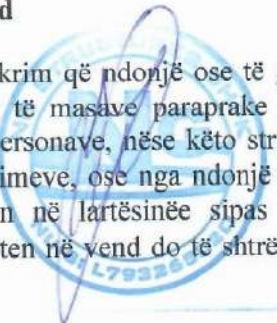 d
krim që ndonjë ose të
të masave paraprake
ersonave, nëse këto str
imeve, ose nga ndonjë
n në lartësinëe sipas
ten në vend do të shtrë